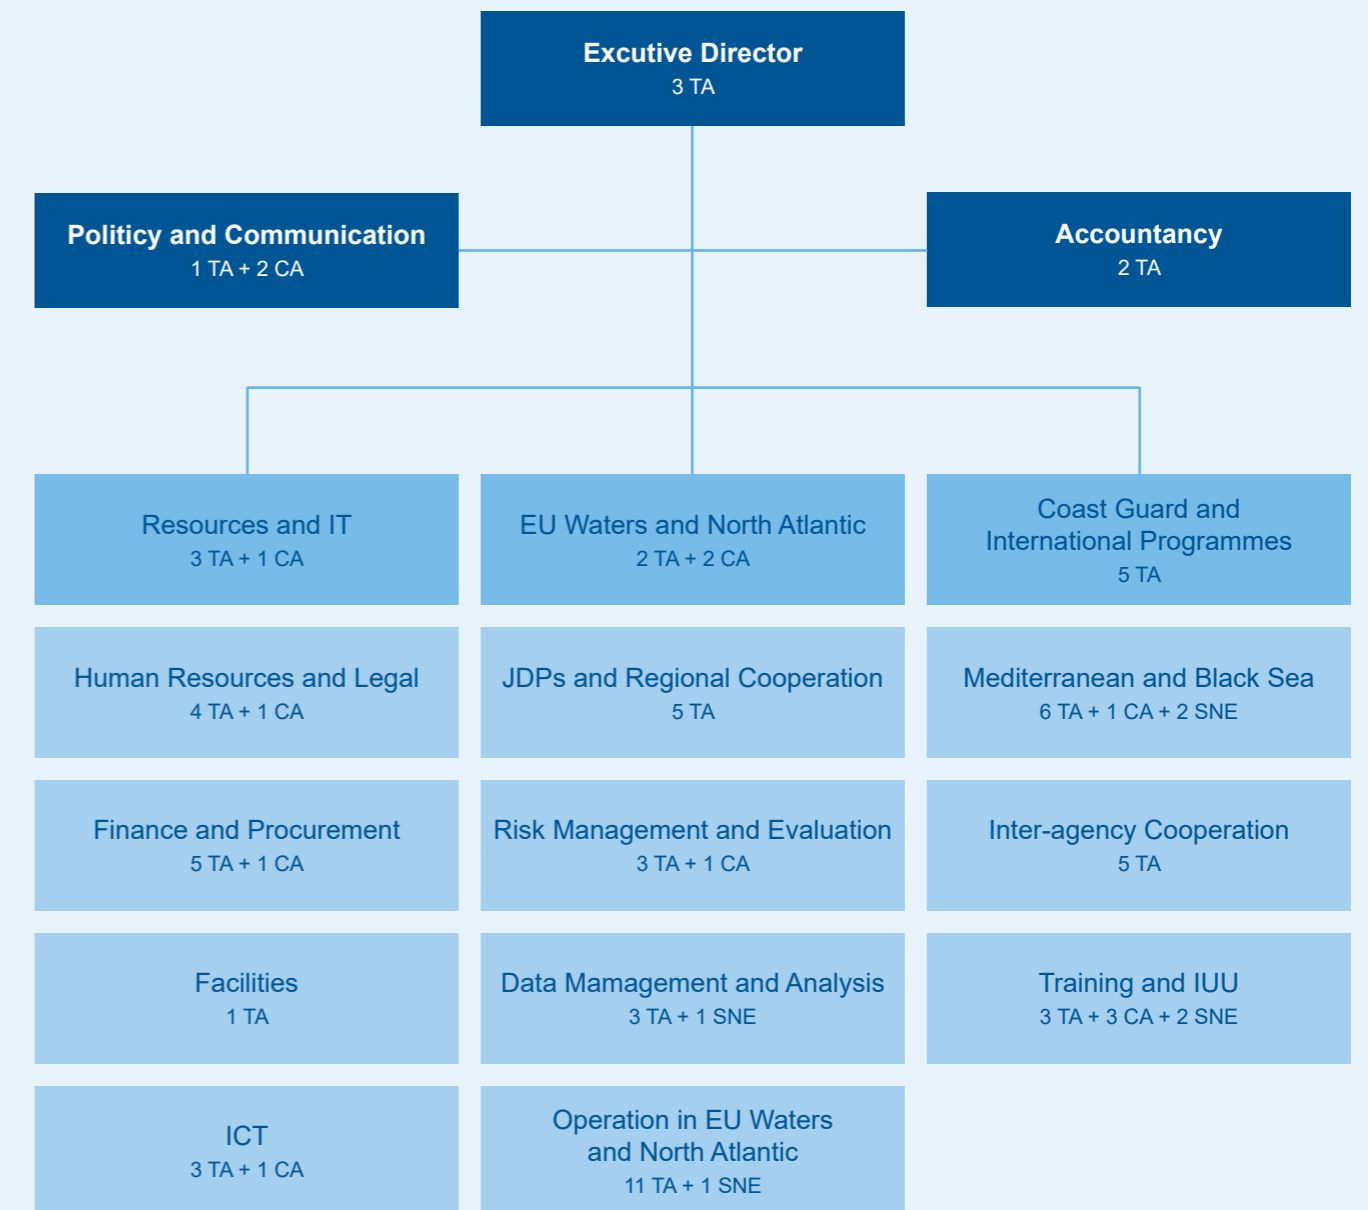 Excutive Director
3 TA
Politicy and Communication
1 TA + 2 CA
Accountancy
2 TA
Resources and IT
3 TA + 1 CA
EU Waters and North Atlantic
2 TA + 2 CA
Coast Guard and
International Programmes
5 TA
Human Resources and Legal
4 TA + 1 CA
JDPs and Regional Cooperation
5 TA
Mediterranean and Black Sea
6 TA + 1 CA + 2 SNE
Finance and Procurement
5 TA + 1 CA
Risk Management and Evaluation
3 TA + 1 CA
Inter-agency Cooperation
5 TA
Facilities
1 TA
Data Mamagement and Analysis
3 TA + 1 SNE
Training and IUU
3 TA + 3 CA + 2 SNE
ICT
3 TA + 1 CA
Operation in EU Waters
and North Atlantic
11 TA + 1 SNE